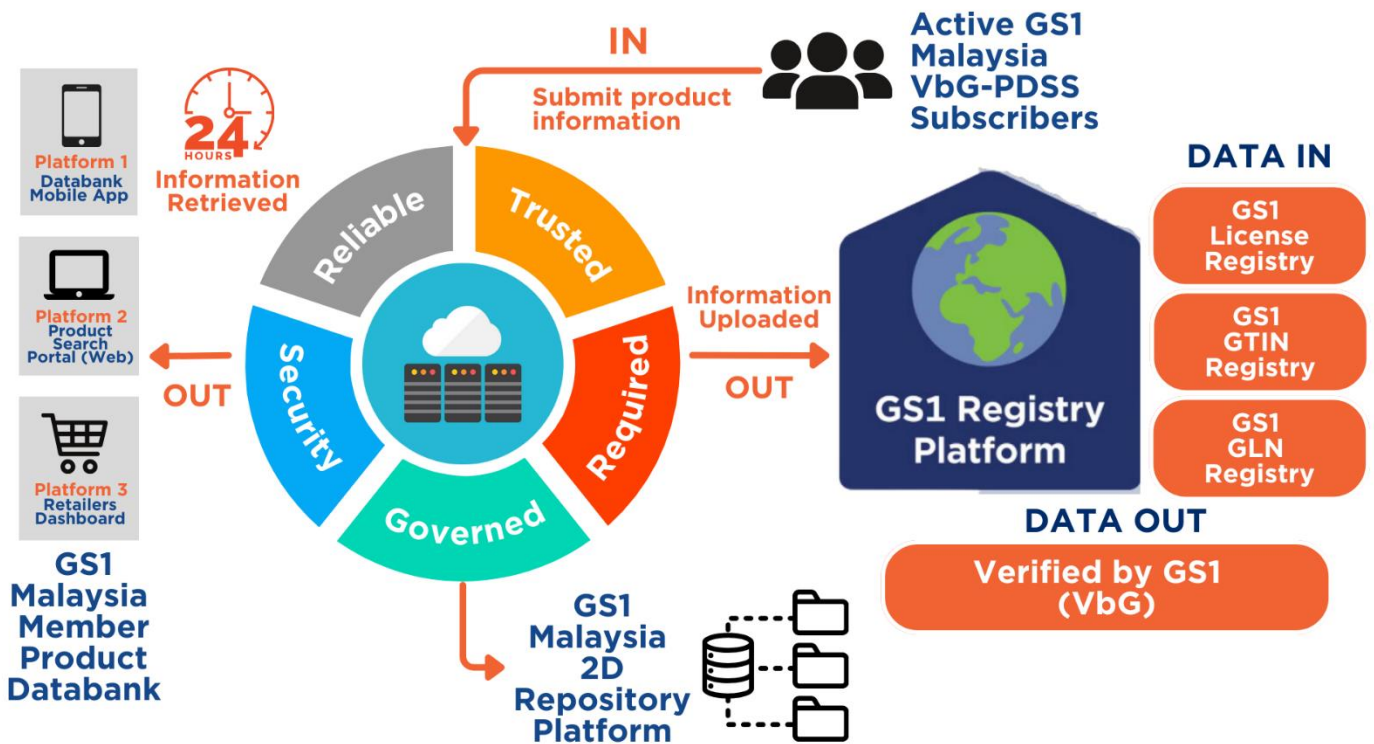 IN
Submit product
information
Active GS1
Malaysia
VbG-PDSS
Subscribers
Platform 1
Databank
Mobile App
24
HOURS
Information
Retrieved
Platform 2
Product
Search
Portal (Web)
Platform 3
Retailers
Dashboard
GS1
Malaysia
Member
Product
Databank
OUT
Reliable
Trusted
Required
Governed
Security
Information
Uploaded
OUT
GS1 Registry
Platform
DATA IN
GS1
License
Registry
GS1
GTIN
Registry
GS1
GLN
Registry
DATA OUT
Verified by GS1
(VbG)
GS1
Malaysia
2D
Repository
Platform